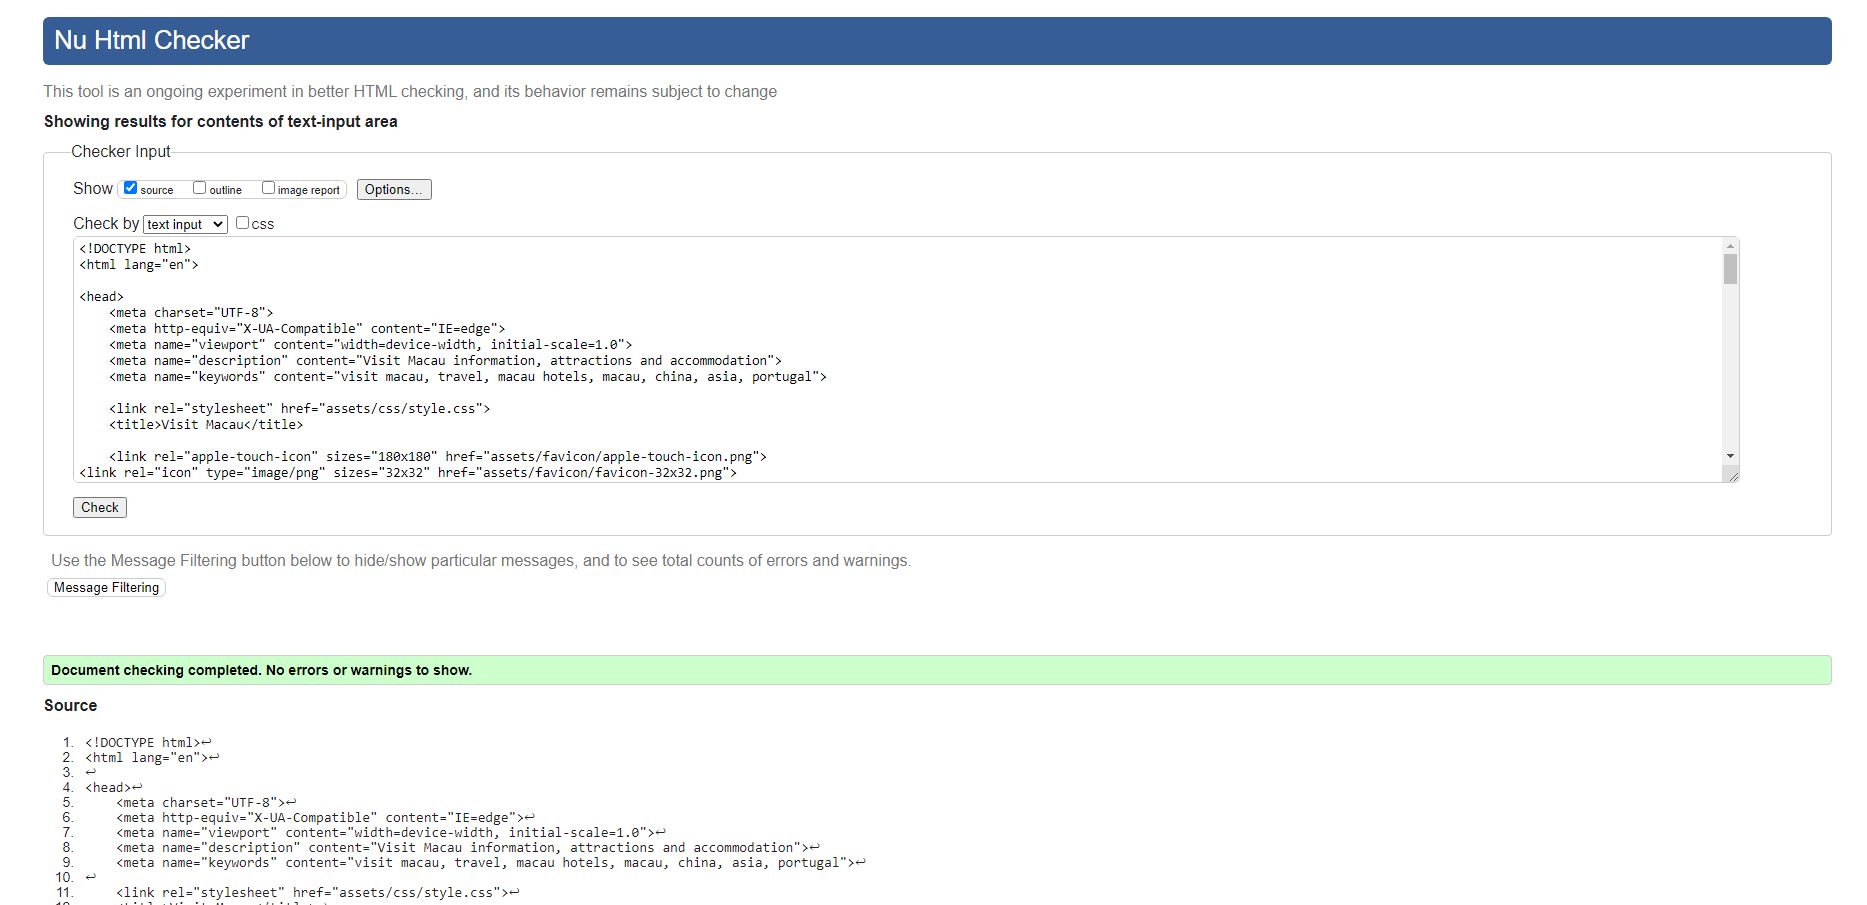 Nu Html Checker
This tool is an ongoing experiment in better HTML checking, and its behavior remains subject to change
Showing results for contents of text-input area
Checker Input
Show source outline image report Options...
Check by text input css
<!DOCTYPE html>
<html lang="en">
<head>
<meta charset="UTF-8">
<meta http-equiv="X-UA-Compatible" content="IE=edge">
<meta name="viewport" content="width=device-width, initial-scale=1.0">
<meta name="description" content="Visit Macau information, attractions and accommodation">
<meta name="keywords" content="visit macau, travel, macau hotels, macau, china, asia, portugal">
<link rel="stylesheet" href="assets/css/style.css">
<title>Visit Macau</title>
<link rel="apple-touch-icon" sizes="180x180" href="assets/favicon/apple-touch-icon.png">
<link rel="icon" type="image/png" sizes="32x32" href="assets/favicon/favicon-32x32.png">
Check
Use the Message Filtering button below to hide/show particular messages, and to see total counts of errors and warnings.
Message Filtering
Document checking completed. No errors or warnings to show.
Source
1. <!DOCTYPE html>↩
2. <html lang="en">↩
3. ↩
4. <head>↩
5. <meta charset="UTF-8">↩
6. <meta http-equiv="X-UA-Compatible" content="IE=edge">↩
7. <meta name="viewport" content="width=device-width, initial-scale=1.0">↩
8. <meta name="description" content="Visit Macau information, attractions and accommodation">↩
9. <meta name="keywords" content="visit macau, travel, macau hotels, macau, china, asia, portugal">↩
10. ↩
11. <link rel="stylesheet" href="assets/css/style.css">↩